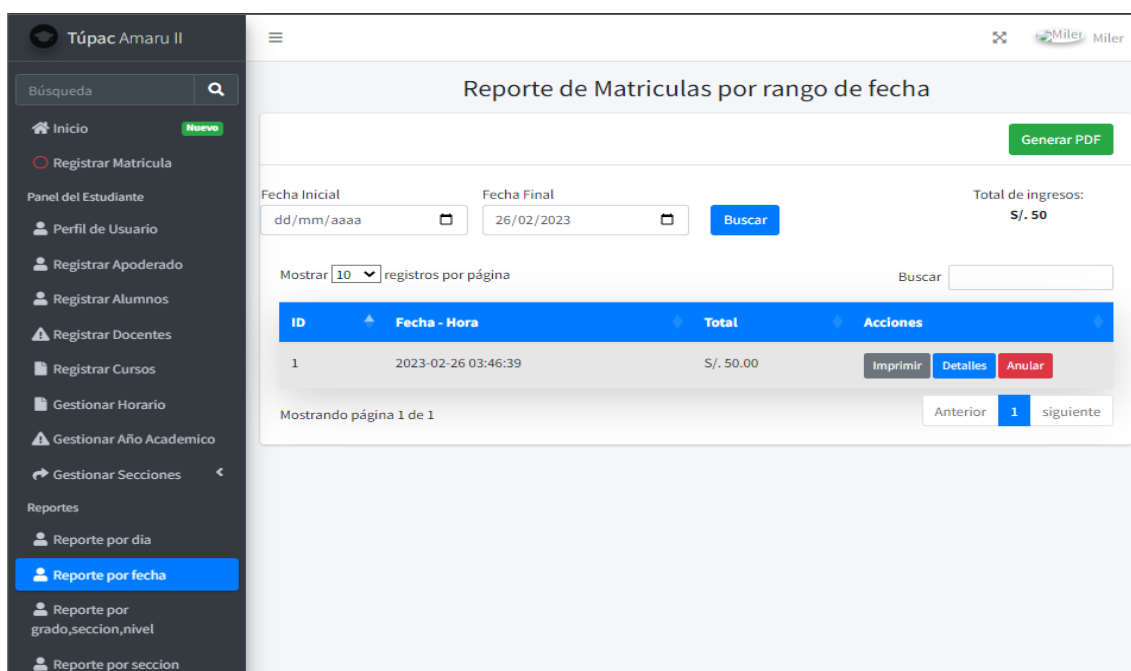 Túpac Amaru II
Miler Miler
Búsqueda
Inicio Nuevo
Registrar Matricula
Panel del Estudiante
Perfil de Usuario
Registrar Apoderado
Registrar Alumnos
Registrar Docentes
Registrar Cursos
Gestionar Horario
Gestionar Año Academico
Gestionar Secciones
Reportes
Reporte por dia
Reporte por fecha
Reporte por
grado,seccion,nivel
Reporte por seccion
Reporte de Matriculas por rango de fecha
Generar PDF
Fecha Inicial Fecha Final Total de ingresos:
dd/mm/aaaa 26/02/2023 Buscar S/. 50
Mostrar 10 registros por página Buscar
ID Fecha - Hora Total Acciones
1 2023-02-26 03:46:39 S/. 50.00 Imprimir Detalles Anular
Mostrando página 1 de 1 Anterior 1 siguiente